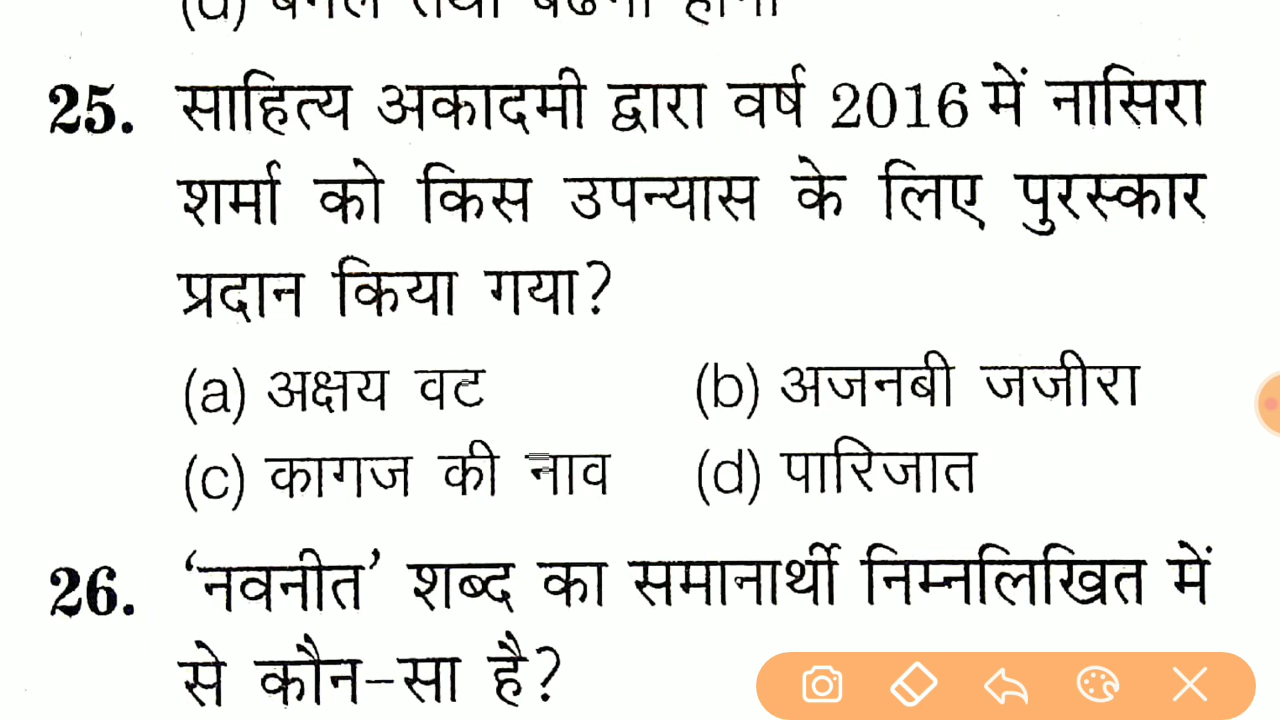 25. साहित्य अकादमी द्वारा वर्ष 2016 में नासिरा
शर्मा को किस उपन्यास के लिए पुरस्कार
प्रदान किया गया?
(a) अक्षय वट (b) अजनबी जजीरा
(c) कागज की नाव (d) पारिजात
26. ‘नवनीत’ शब्द का समानार्थी निम्नलिखित में
से कौन-सा है?